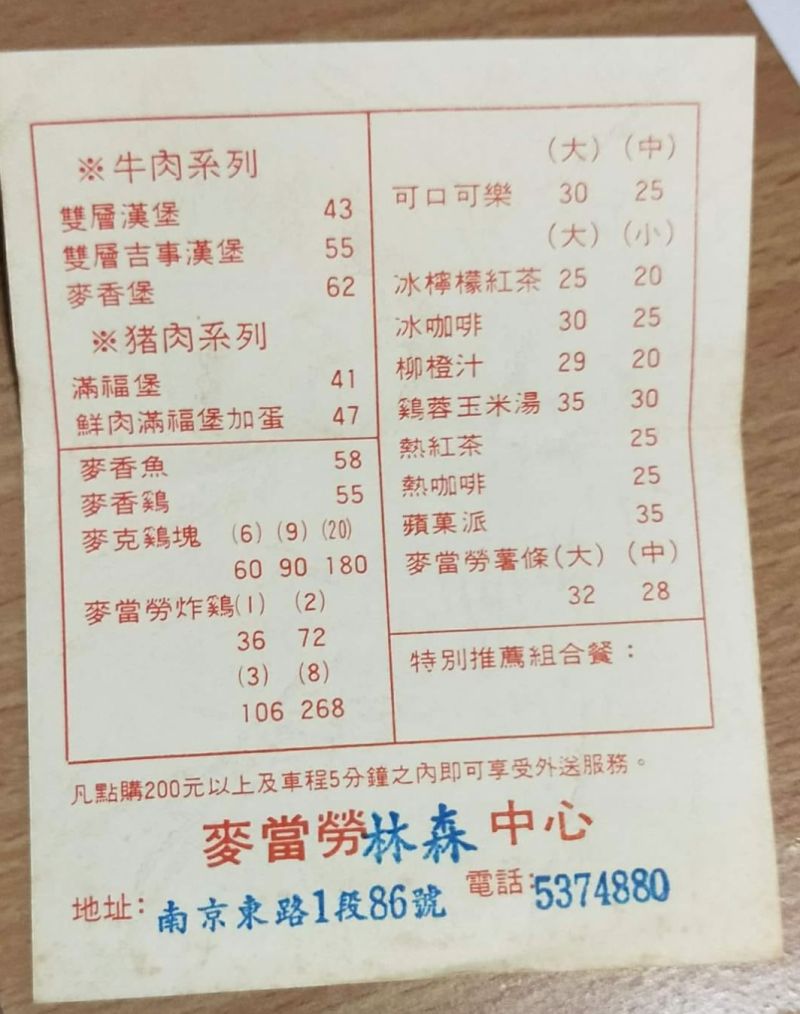 ※牛肉系列
雙層漢堡 43
雙層吉事漢堡 55
麥香堡 62
※猪肉系列
滿福堡 41
鮮肉滿福堡加蛋 47
麥香魚 58
麥香鷄 55
麥克鷄塊 (6) (9) (20)
60 90 180
麥當勞炸鷄(1) (2)
36 72
(3) (8)
106 268
(大) (中)
可口可樂 30 25
(大) (小)
冰檸檬紅茶 25 20
冰咖啡 30 25
柳橙汁 29 20
鷄蓉玉米湯 35 30
熱紅茶 25
熱咖啡 25
蘋菓派 35
麥當勞薯條(大) (中)
32 28
特別推薦組合餐：
凡點購200元以上及車程5分鐘之內即可享受外送服務。
麥當勞林森中心
地址：南京東路1段86號 電話：5374880